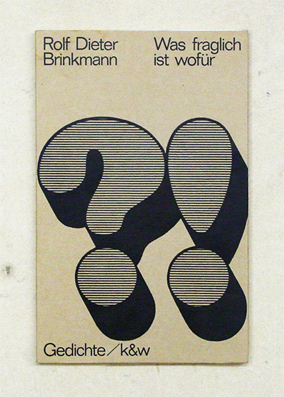 Rolf Dieter
Brinkmann
Was fraglich
ist wofür
?!
Gedichte/k&w